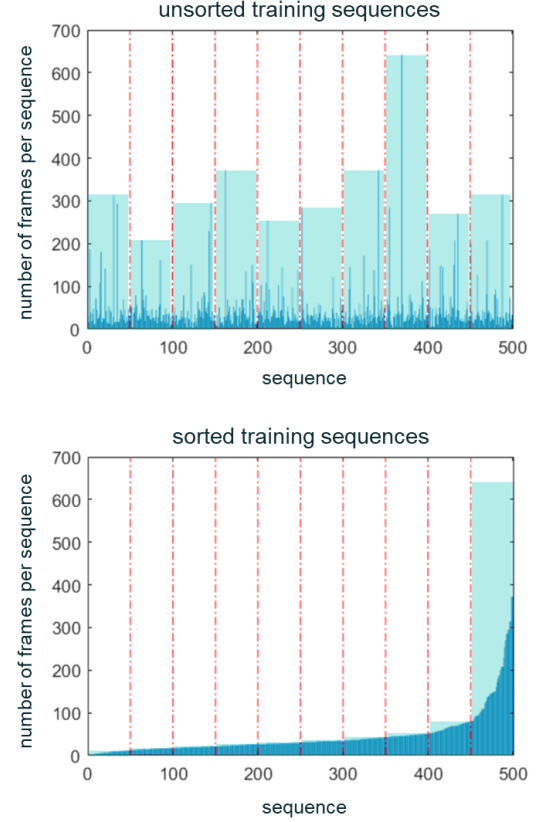 unsorted training sequences
700
600
500
400
300
200
100
0
number of frames per sequence
0 100 200 300 400 500
sequence
sorted training sequences
700
600
500
400
300
200
100
0
number of frames per sequence
0 100 200 300 400 500
sequence